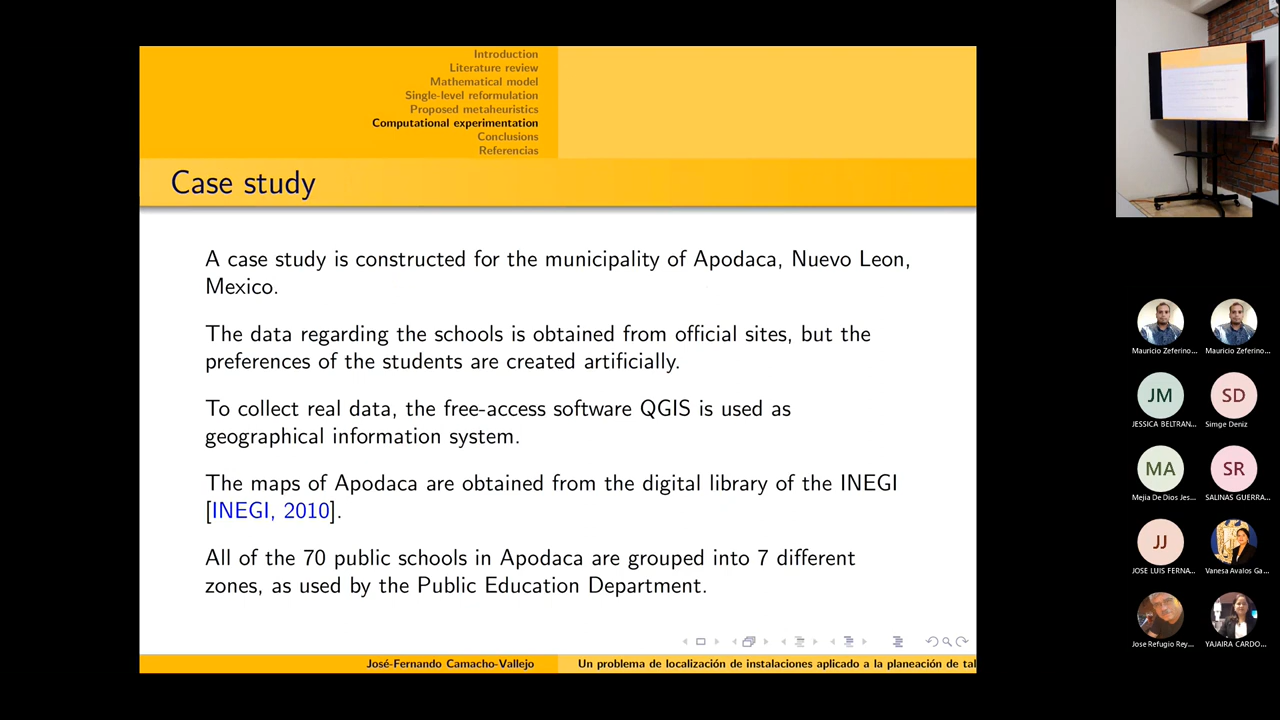 Introduction
Literature review
Mathematical model
Single-level reformulation
Proposed metaheuristics
Computational experimentation
Conclusions
Referencias
Case study
A case study is constructed for the municipality of Apodaca, Nuevo Leon,
Mexico.
The data regarding the schools is obtained from official sites, but the
preferences of the students are created artificially.
To collect real data, the free-access software QGIS is used as
geographical information system.
The maps of Apodaca are obtained from the digital library of the INEGI
[INEGI, 2010].
All of the 70 public schools in Apodaca are grouped into 7 different
zones, as used by the Public Education Department.
José-Fernando Camacho-Vallejo
Un problema de localización de instalaciones aplicado a la planeación de tal
Mauricio Zeferino...
Mauricio Zeferino...
JM
SD
JESSICA BELTRAN...
Simge Deniz
MA
SR
Mejia De Dios Jes...
SALINAS GUERRA...
JJ
JOSE LUIS FERNA...
Vanesa Avalos Ga...
Jose Refugio Rey...
YAJAIRA CARDO...